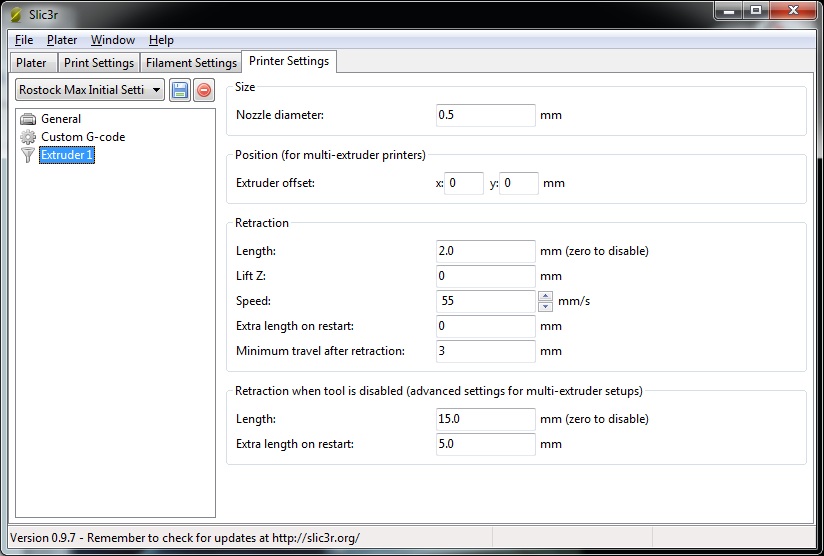 Slic3r
File Plater Window Help
Plater Print Settings Filament Settings Printer Settings
Rostock Max Initial Setti
General
Custom G-code
Extruder 1
Size
Nozzle diameter: 0.5 mm
Position (for multi-extruder printers)
Extruder offset: x: 0 y: 0 mm
Retraction
Length: 2.0 mm (zero to disable)
Lift Z: 0 mm
Speed: 55 mm/s
Extra length on restart: 0 mm
Minimum travel after retraction: 3 mm
Retraction when tool is disabled (advanced settings for multi-extruder setups)
Length: 15.0 mm (zero to disable)
Extra length on restart: 5.0 mm
Version 0.9.7 - Remember to check for updates at http://slic3r.org/